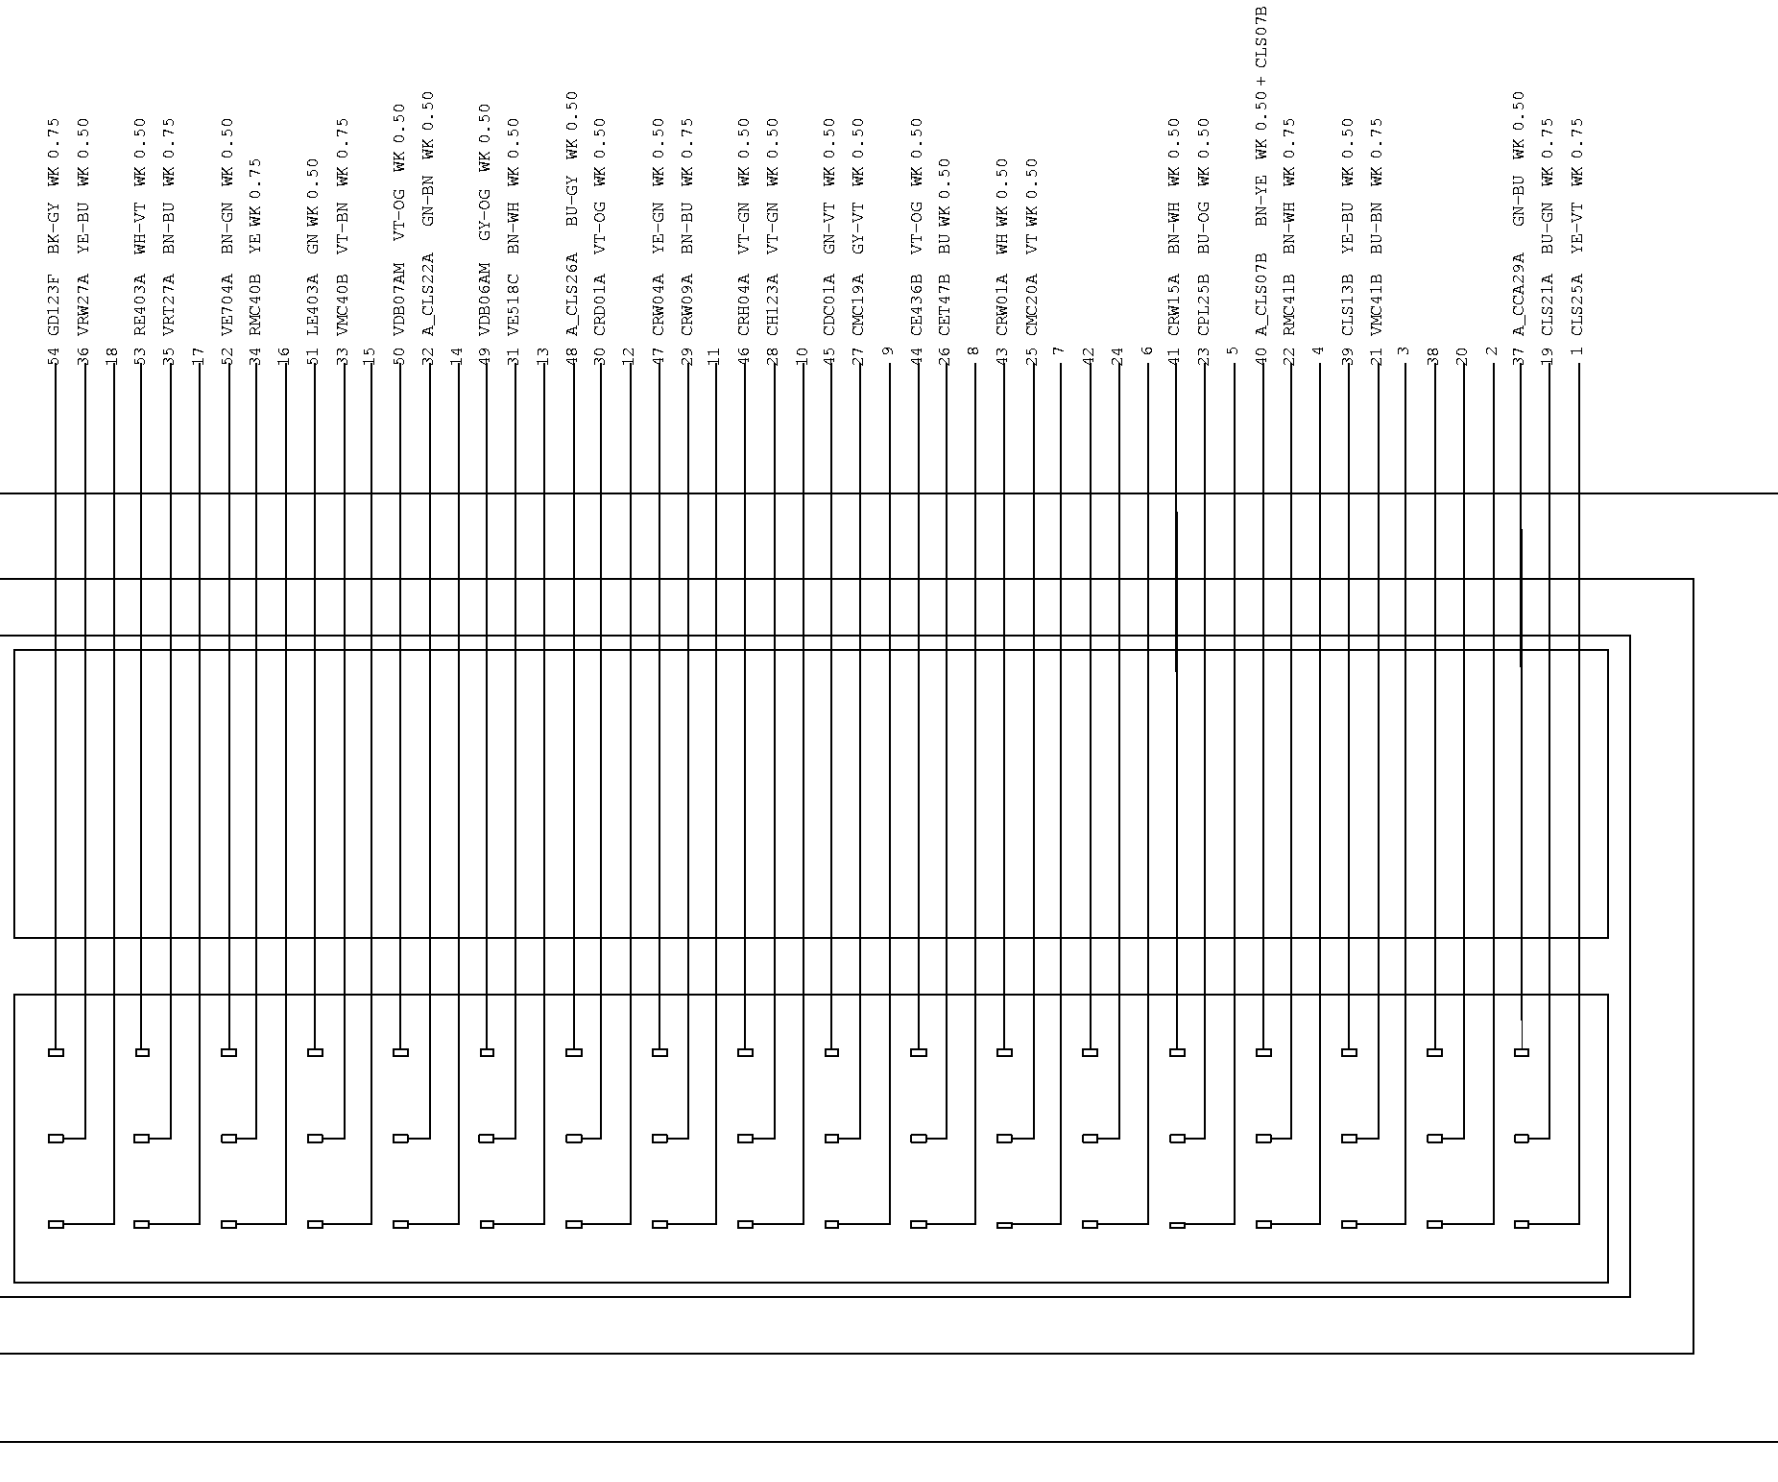 54 GD123F BK-GY WK 0.75
36 VRW27A YE-BU WK 0.50
18
53 RE403A WH-VT WK 0.50
35 VRT27A BN-BU WK 0.75
17
52 VE704A BN-GN WK 0.50
34 RMC40B YE WK 0.75
16
51 LE403A GN WK 0.50
33 VMC40B VT-BN WK 0.75
15
50 VDB07AM VT-OG WK 0.50
32 A_CLS22A GN-BN WK 0.50
14
49 VDB06AM GY-OG WK 0.50
31 VE518C BN-WH WK 0.50
13
48 A_CLS26A BU-GY WK 0.50
30 CRD01A VT-OG WK 0.50
12
47 CRW04A YE-GN WK 0.50
29 CRW09A BN-BU WK 0.75
11
46 CRH04A VT-GN WK 0.50
28 CH123A VT-GN WK 0.50
10
45 CDC01A GN-VT WK 0.50
27 CMC19A GY-VT WK 0.50
9
44 CE436B VT-OG WK 0.50
26 CET47B BU WK 0.50
8
43 CRW01A WH WK 0.50
25 CMC20A VT WK 0.50
7
42
24
6
41 CRW15A BN-WH WK 0.50
23 CPL25B BU-OG WK 0.50
5
40 A_CLS07B BN-YE WK 0.50 + CLS07B
22 RMC41B BN-WH WK 0.75
4
39 CLS13B YE-BU WK 0.50
21 VMC41B BU-BN WK 0.75
3
38
20
2
37 A_CCA29A GN-BU WK 0.50
19 CLS21A BU-GN WK 0.75
1 CLS25A YE-VT WK 0.75